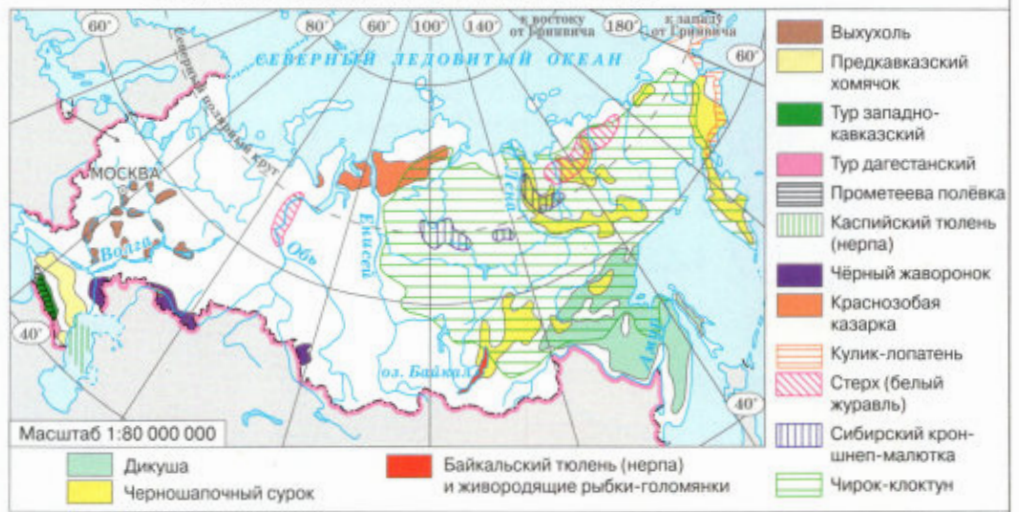 60°
80°
60°
100°
140°
к востоку
от Гринвича
180°
к западу
от Гринвича
60°
СЕВЕРНЫЙ ЛЕДОВИТЫЙ ОКЕАН
Северный полярный круг
МОСКВА
Волга
Обь
Енисей
Лена
Амур
оз. Байкал
40°
40°
Масштаб 1:80 000 000
Выхухоль
Предкавказский
хомячок
Тур западно-
кавказский
Тур дагестанский
Прометеева полёвка
Каспийский тюлень
(нерпа)
Чёрный жаворонок
Краснозобая
казарка
Кулик-лопатень
Стерх (белый
журавль)
Сибирский крон-
шнеп-малютка
Чирок-клоктун
Дикуша
Черношапочный сурок
Байкальский тюлень (нерпа)
и живородящие рыбки-голомянки